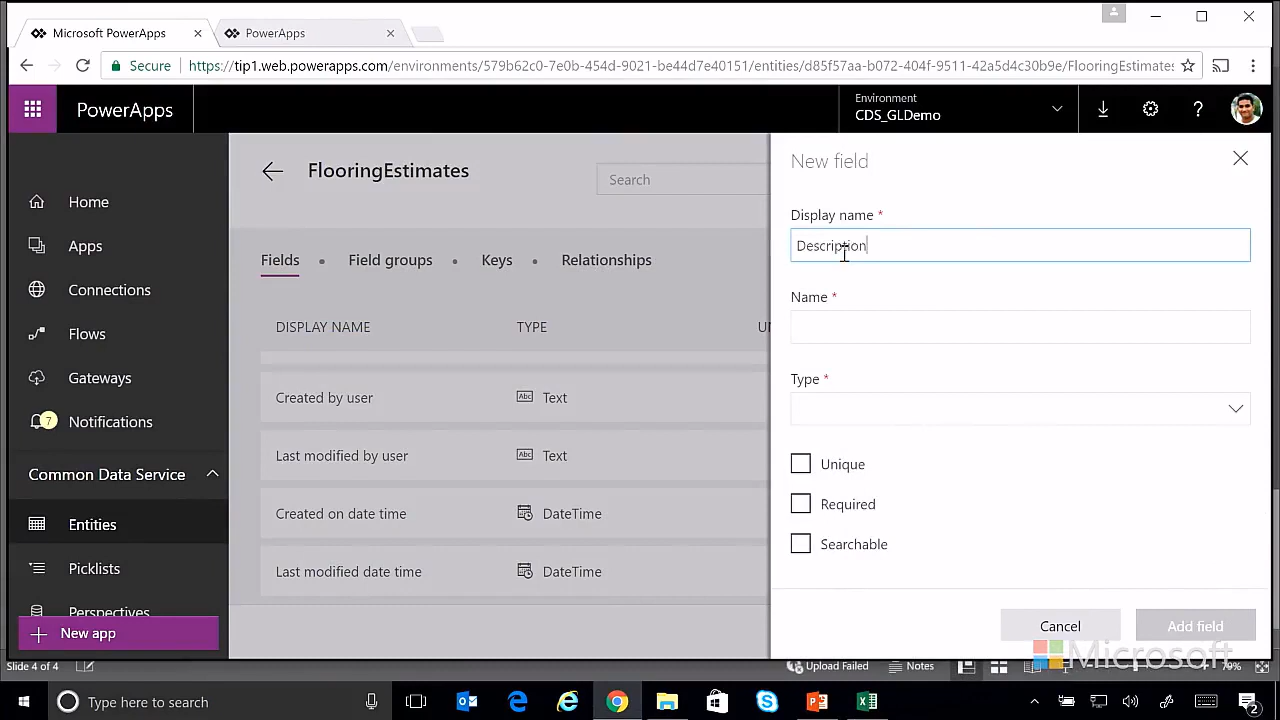 Microsoft PowerApps
PowerApps
Secure
https://tip1.web.powerapps.com/environments/579b62c0-7e0b-454d-9021-be44d7e40151/entities/d85f57aa-b072-404f-9511-42a5d4c30b9e/FlooringEstimates
PowerApps
Environment
CDS_GLDemo
Home
Apps
Connections
Flows
Gateways
7
Notifications
Common Data Service
Entities
Picklists
Perspectives
New app
FlooringEstimates
Search
Fields
Field groups
Keys
Relationships
DISPLAY NAME
TYPE
Created by user
Abc
Text
Last modified by user
Abc
Text
Created on date time
DateTime
Last modified date time
DateTime
New field
Display name *
Description
Name *
Type *
Unique
Required
Searchable
Cancel
Add field
Microsoft
Slide 4 of 4
Upload Failed
Notes
79%
Type here to search
2